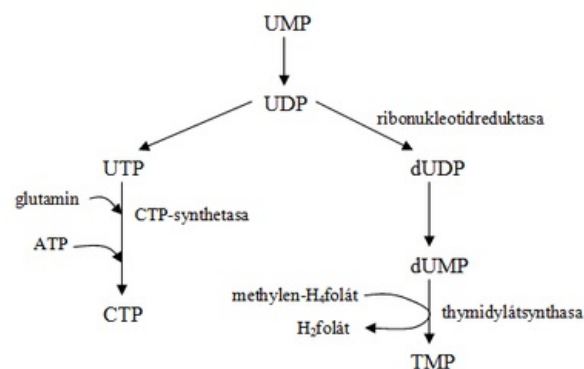 UMP
UDP
ribonukleotidreduktasa
UTP
dUDP
glutamin
CTP-synthetasa
ATP
dUMP
methylen-H₄folát
CTP
thymidylátsynthasa
H₂folát
TMP